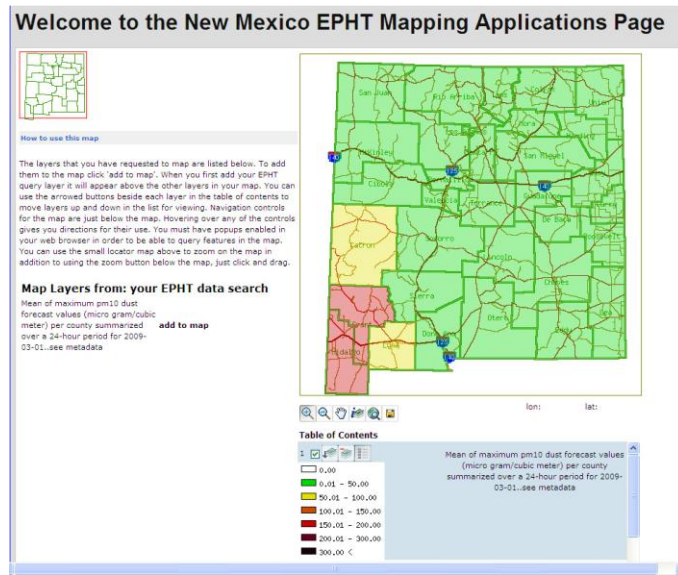 Welcome to the New Mexico EPHT Mapping Applications Page
How to use this map
The layers that you have requested to map are listed below. To add
them to the map click 'add to map'. When you first add your EPHT
query layer it will appear above the other layers in your map. You can
use the arrowed buttons beside each layer in the table of contents to
move layers up and down in the list for viewing. Navigation controls
for the map are just below the map. Hovering over any of the controls
gives you directions for their use. You must have popups enabled in
your web browser in order to be able to query features in the map.
You can use the small locator map above to zoom on the map in
addition to using the zoom button below the map, just click and drag.
Map Layers from: your EPHT data search
Mean of maximum pm10 dust
forecast values (micro gram/cubic
meter) per county summarized
over a 24-hour period for 2009-
03-01..see metadata
add to map
San Juan
Rio Arriba
Colfax
Union
Mora
McKinley
San Miguel
Cibola
Valencia
Torrance
Guadalupe
De Baca
Roosevelt
Catron
Socorro
Lincoln
Chaves
Sierra
Otero
Eddy
Lea
Grant
Luna
Hidalgo
lon:
lat:
Table of Contents
1
Mean of maximum pm10 dust forecast values
(micro gram/cubic meter) per county
summarized over a 24-hour period for 2009-
03-01..see metadata
0.00
0.01 - 50.00
50.01 - 100.00
100.01 - 150.00
150.01 - 200.00
200.01 - 300.00
300.00 <